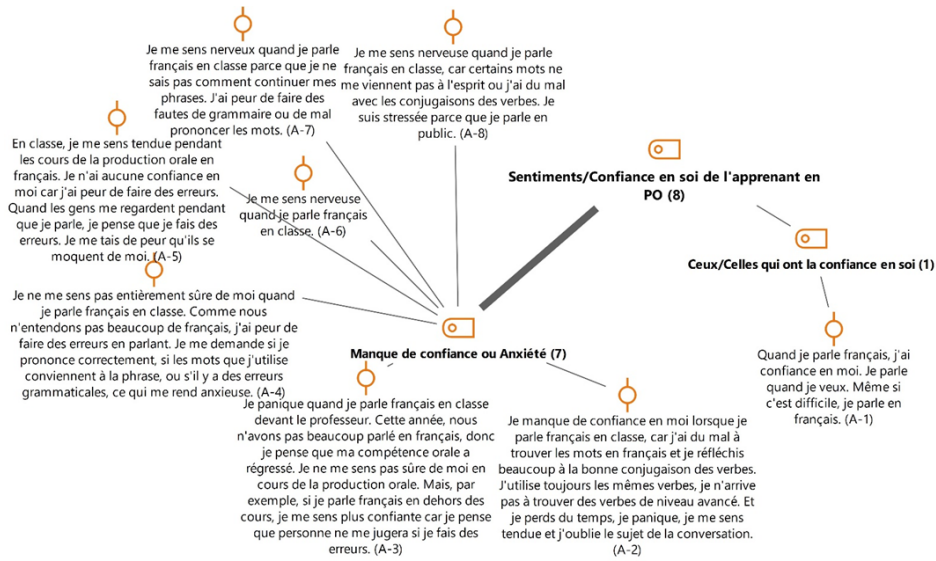 Je me sens nerveux quand je parle
français en classe parce que je ne
sais pas comment continuer mes
phrases. J'ai peur de faire des
fautes de grammaire ou de mal
prononcer les mots. (A-7)
Je me sens nerveuse quand je parle
français en classe, car certains mots ne
me viennent pas à l'esprit ou j'ai du mal
avec les conjugaisons des verbes. Je
suis stressée parce que je parle en
public. (A-8)
En classe, je me sens tendue pendant
les cours de la production orale en
français. Je n'ai aucune confiance en
moi car j'ai peur de faire des erreurs.
Quand les gens me regardent pendant
que je parle, je pense que je fais des
erreurs. Je me tais de peur qu'ils se
moquent de moi. (A-5)
Je me sens nerveuse
quand je parle français
en classe. (A-6)
Sentiments/Confiance en soi de l'apprenant en
PO (8)
Ceux/Celles qui ont la confiance en soi (1)
Je ne me sens pas entièrement sûre de moi quand
je parle français en classe. Comme nous
n'entendons pas beaucoup de français, j'ai peur de
faire des erreurs en parlant. Je me demande si je
prononce correctement, si les mots que j'utilise
conviennent à la phrase, ou s'il y a des erreurs
grammaticales, ce qui me rend anxieuse. (A-4)
Manque de confiance ou Anxiété (7)
Quand je parle français, j'ai
confiance en moi. Je parle
quand je veux. Même si
c'est difficile, je parle en
français. (A-1)
Je panique quand je parle français en classe
devant le professeur. Cette année, nous
n'avons pas beaucoup parlé en français, donc
je pense que ma compétence orale a
régressé. Je ne me sens pas sûre de moi en
cours de la production orale. Mais, par
exemple, si je parle français en dehors des
cours, je me sens plus confiante car je pense
que personne ne me jugera si je fais des
erreurs. (A-3)
Je manque de confiance en moi lorsque je
parle français en classe, car j'ai du mal à
trouver les mots en français et je réfléchis
beaucoup à la bonne conjugaison des verbes.
J'utilise toujours les mêmes verbes, je n'arrive
pas à trouver des verbes de niveau avancé. Et
je perds du temps, je panique, je me sens
tendue et j'oublie le sujet de la conversation.
(A-2)